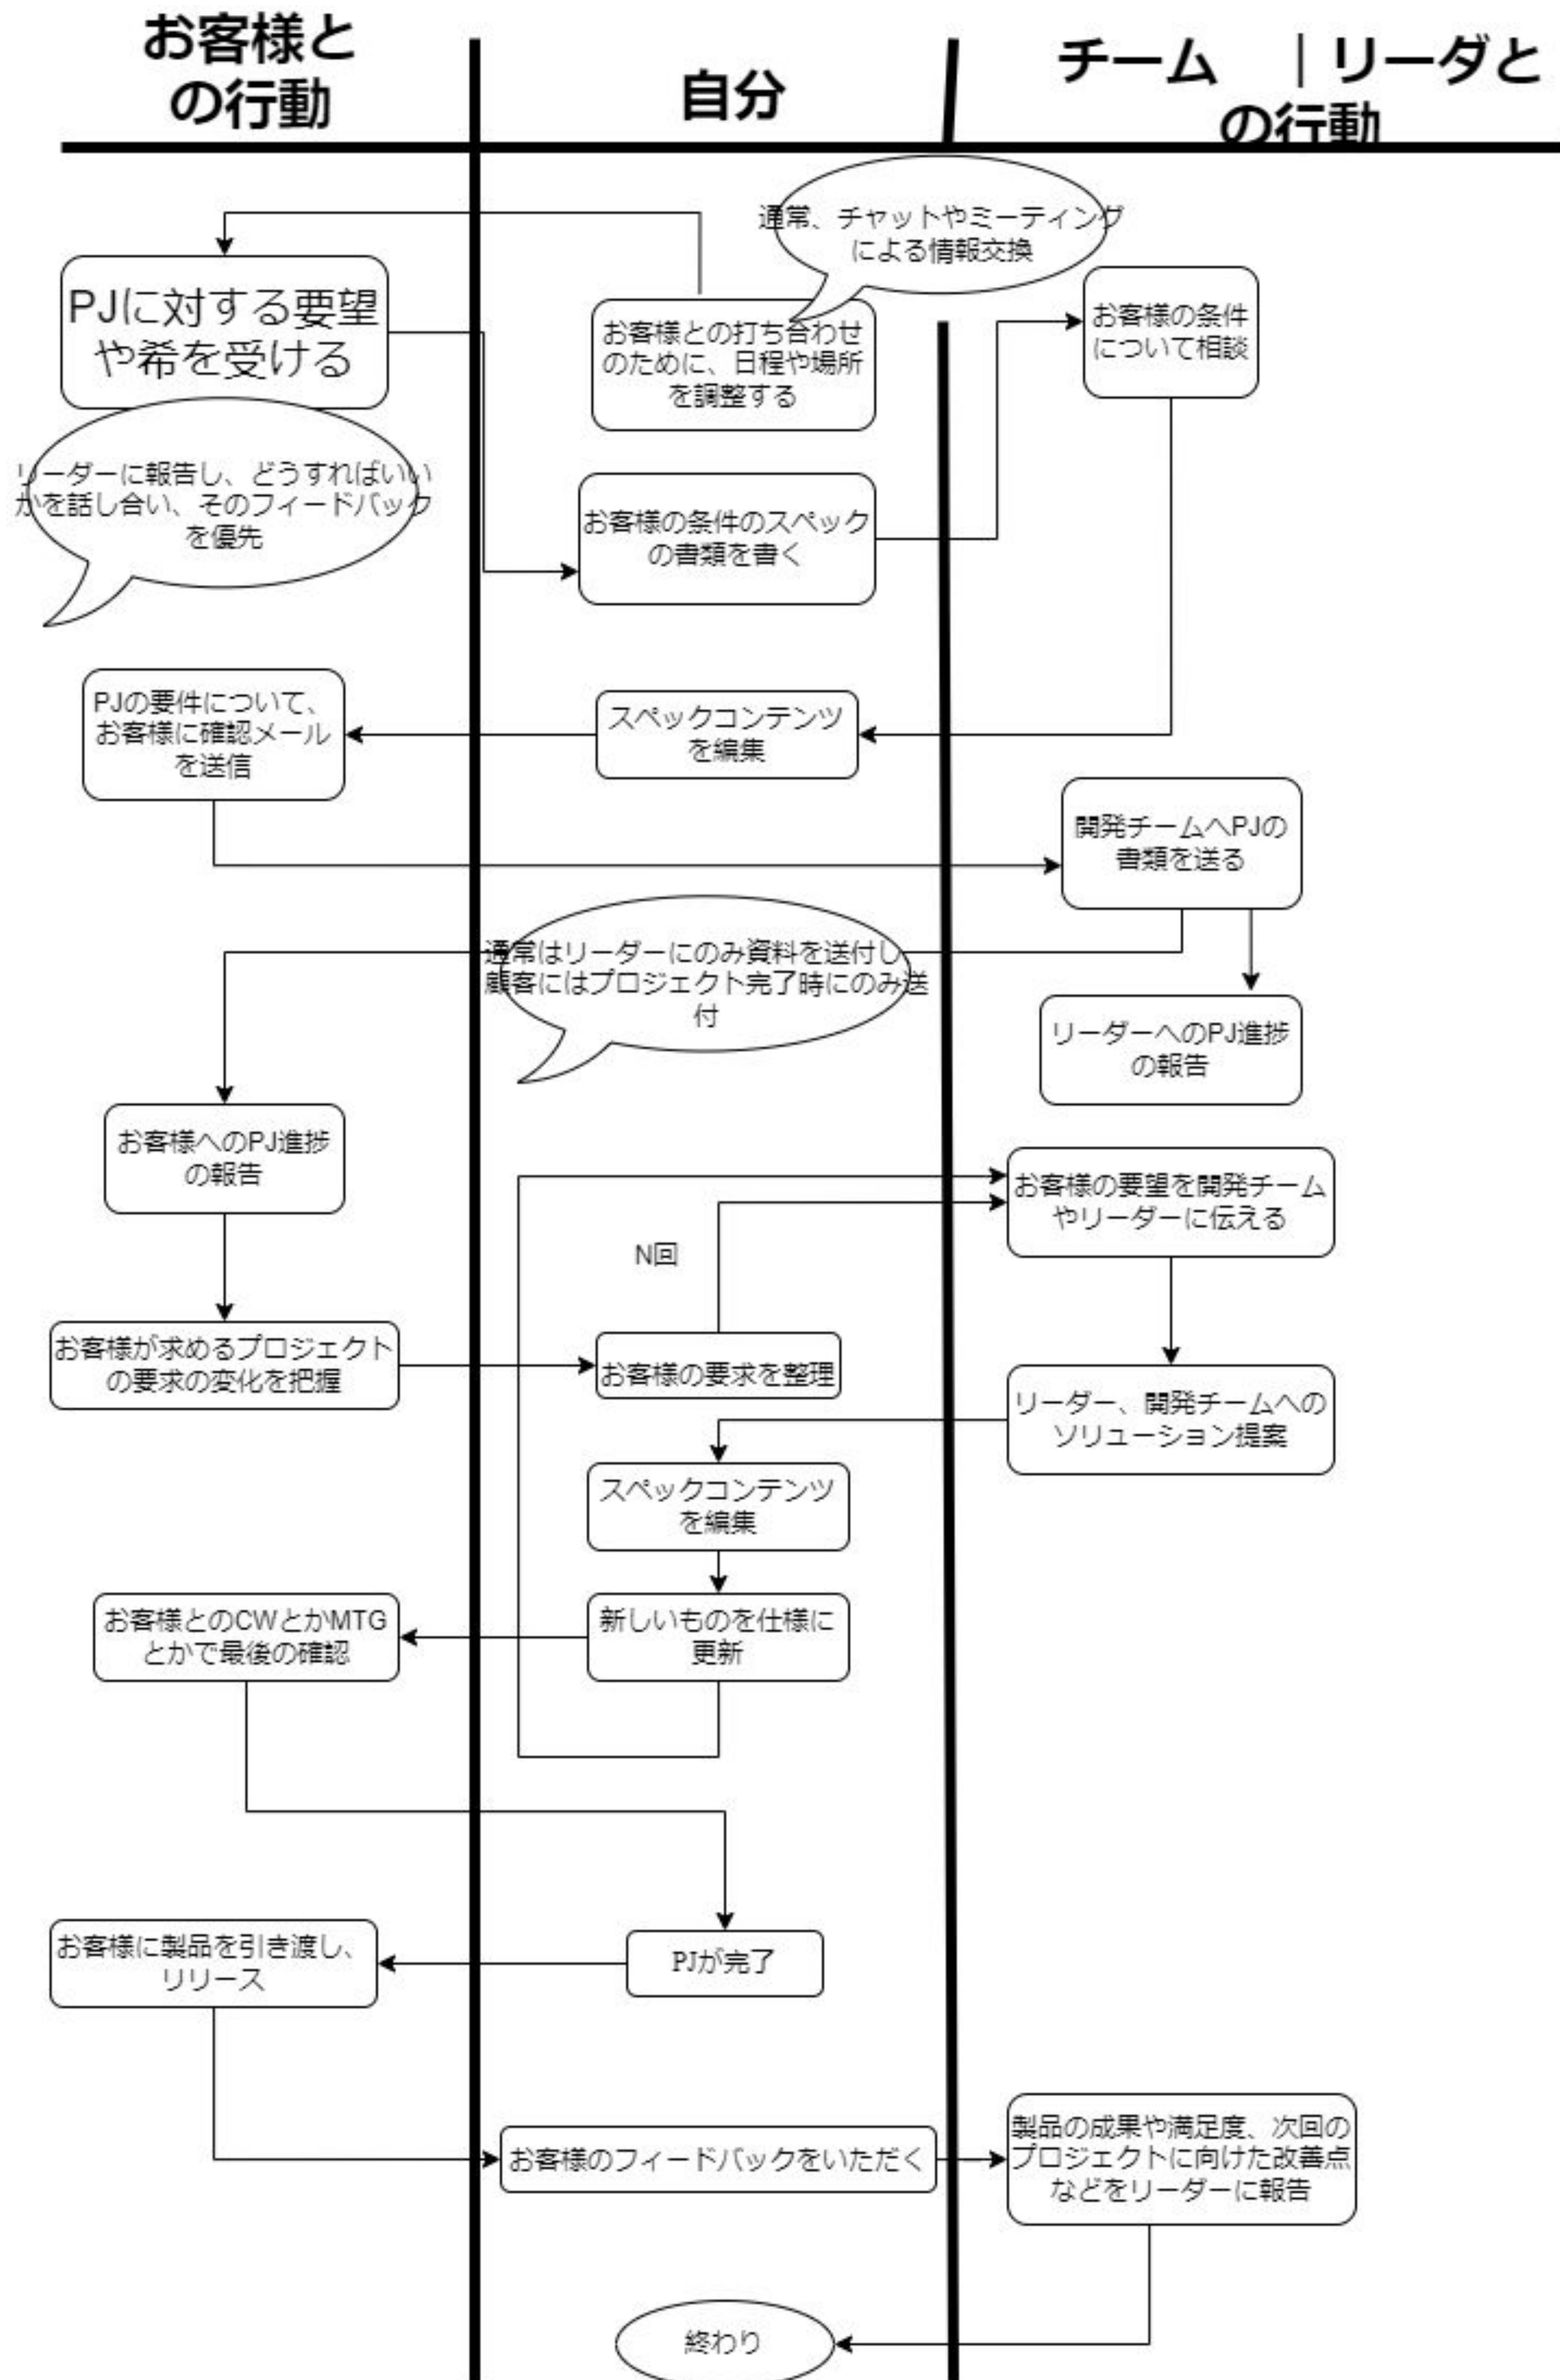 お客様と
の行動
自分
チーム　｜リーダと
の行動
通常、チャットやミーティング
による情報交換
PJに対する要望
や希を受ける
お客様との打ち合わせ
のために、日程や場所
を調整する
お客様の条件
について相談
リーダーに報告し、どうすればいい
かを話し合い、そのフィードバック
を優先
お客様の条件のスペック
の書類を書く
PJの要件について、
お客様に確認メール
を送信
スペックコンテンツ
を編集
開発チームへPJの
書類を送る
通常はリーダーにのみ資料を送付し、
顧客にはプロジェクト完了時にのみ送
付
リーダーへのPJ進捗
の報告
お客様へのPJ進捗
の報告
お客様の要望を開発チーム
やリーダーに伝える
N回
お客様が求めるプロジェクト
の要求の変化を把握
お客様の要求を整理
リーダー、開発チームへの
ソリューション提案
スペックコンテンツ
を編集
お客様とのCWとかMTG
とかで最後の確認
新しいものを仕様に
更新
お客様に製品を引き渡し、
リリース
PJが完了
お客様のフィードバックをいただく
製品の成果や満足度、次回の
プロジェクトに向けた改善点
などをリーダーに報告
終わり